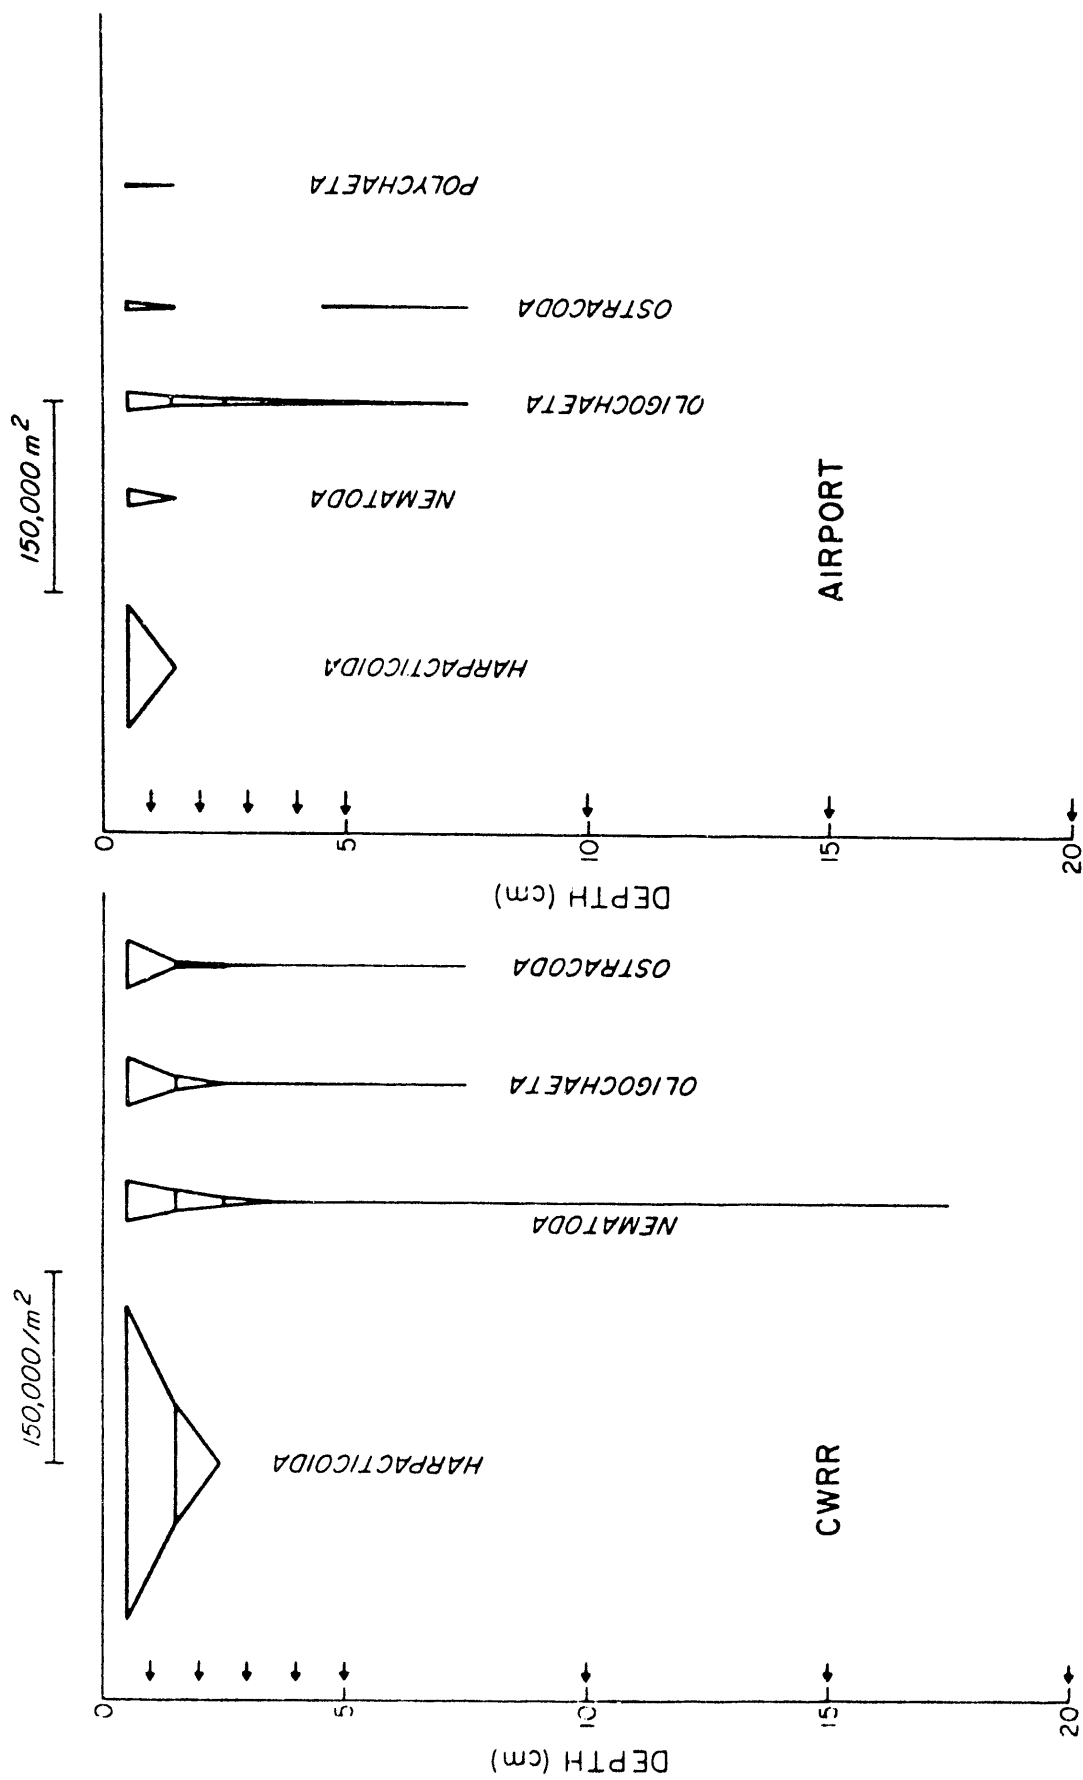 150,000/m²
150,000 m²
0
5
10
15
20
DEPTH (cm)
HARPACTICOIDA
NEMATODA
OLIGOCHAETA
OSTRACODA
CWRR
0
5
10
15
20
DEPTH (cm)
HARPACTICOIDA
NEMATODA
OLIGOCHAETA
OSTRACODA
POLYCHAETA
AIRPORT